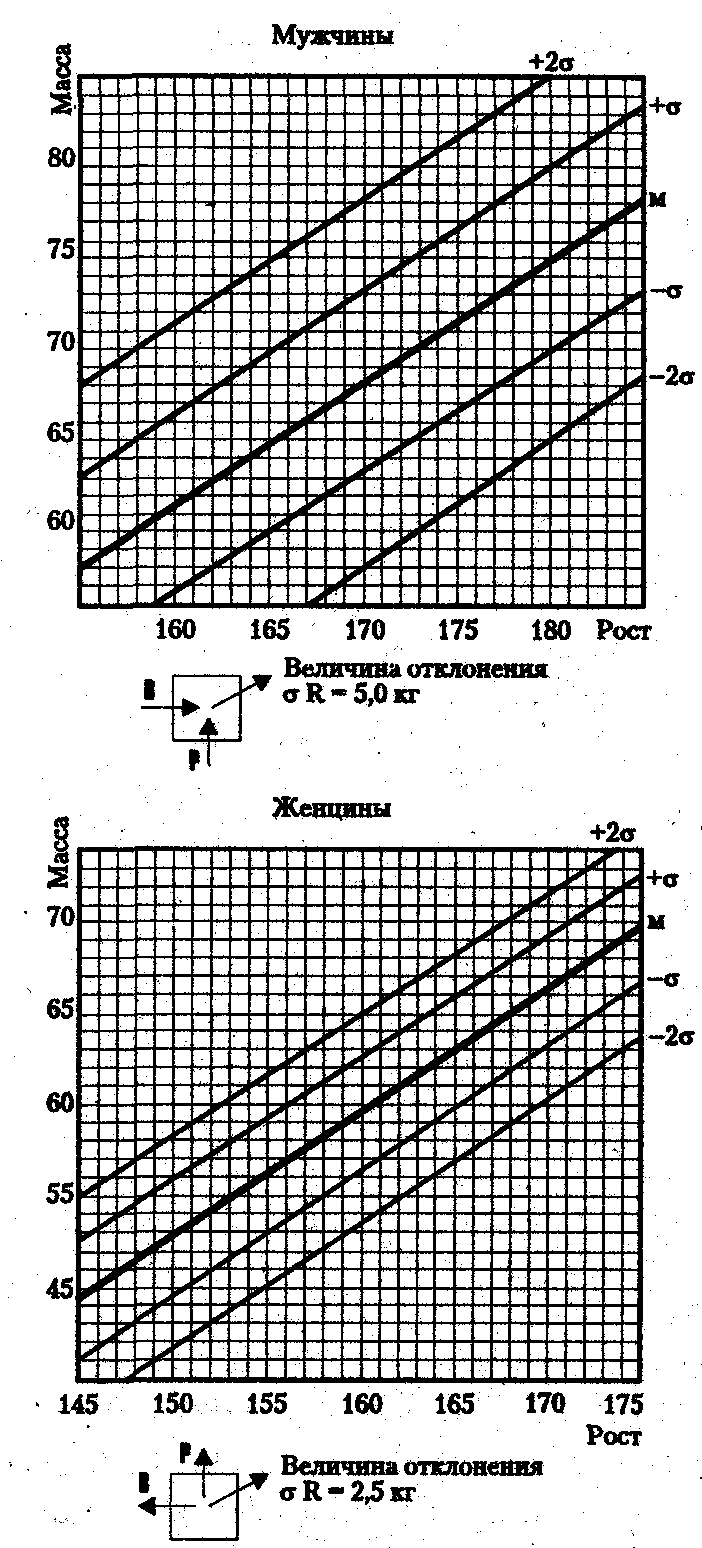 Мужчины
Масса
+2σ
+σ
80
м
75
−σ
70
−2σ
65
60
160 165 170 175 180 Рост
Величина отклонения
σ R = 5,0 кг
P
Женцины
Масса
+2σ
+σ
70
м
65
−σ
60
−2σ
55
45
145 150 155 160 165 170 175
Рост
P
Величина отклонения
σ R = 2,5 кг